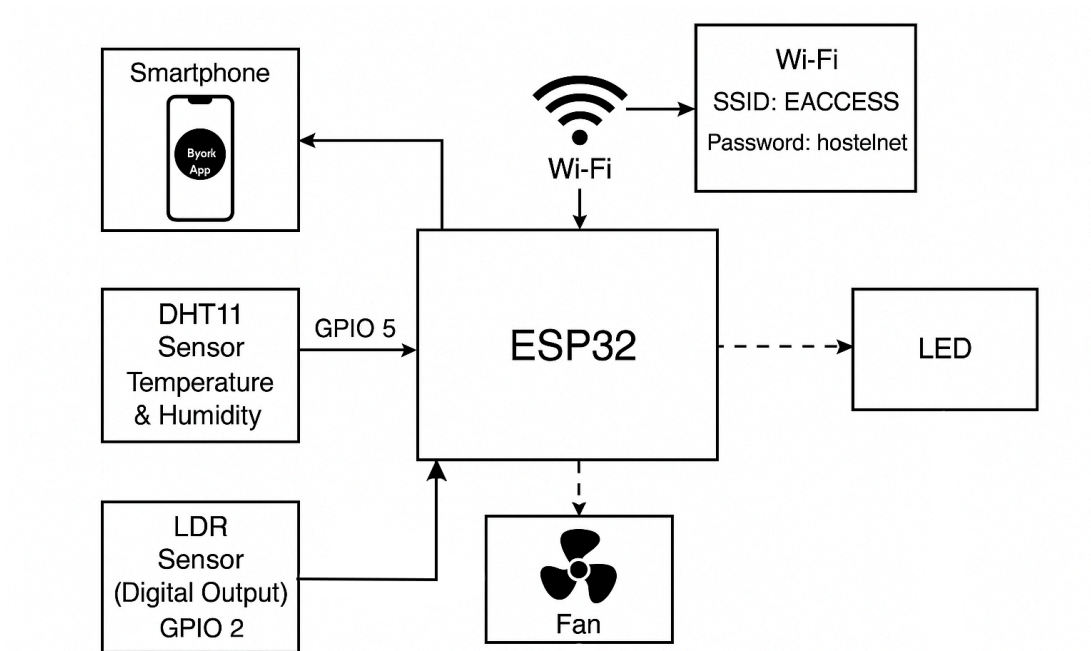 Smartphone
Byork
App
Wi-Fi
Wi-Fi
SSID: EACCESS
Password: hostelnet
DHT11
Sensor
Temperature
& Humidity
GPIO 5
ESP32
LED
LDR
Sensor
(Digital Output)
GPIO 2
Fan